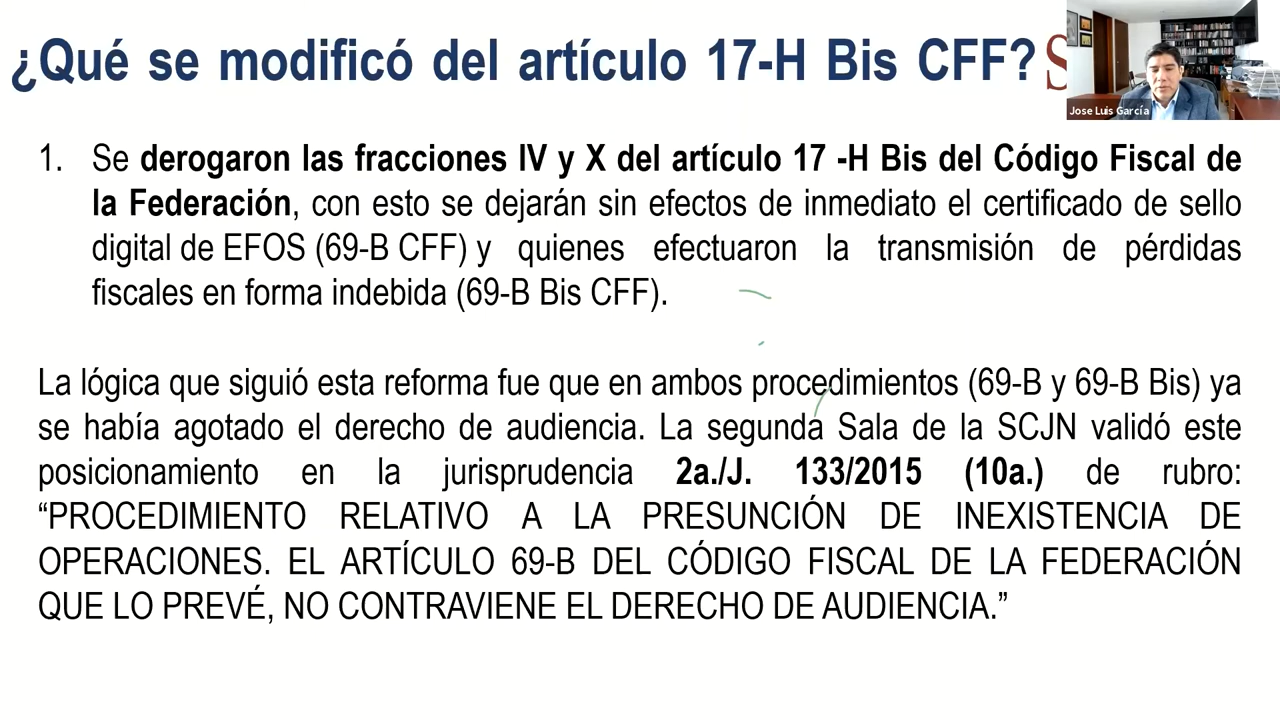 ¿Qué se modificó del artículo 17-H Bis CFF? S
Jose Luis García
1. Se derogaron las fracciones IV y X del artículo 17 -H Bis del Código Fiscal de
la Federación, con esto se dejarán sin efectos de inmediato el certificado de sello
digital de EFOS (69-B CFF) y quienes efectuaron la transmisión de pérdidas
fiscales en forma indebida (69-B Bis CFF).
La lógica que siguió esta reforma fue que en ambos procedimientos (69-B y 69-B Bis) ya
se había agotado el derecho de audiencia. La segunda Sala de la SCJN validó este
posicionamiento en la jurisprudencia 2a./J. 133/2015 (10a.) de rubro:
“PROCEDIMIENTO RELATIVO A LA PRESUNCIÓN DE INEXISTENCIA DE
OPERACIONES. EL ARTÍCULO 69-B DEL CÓDIGO FISCAL DE LA FEDERACIÓN
QUE LO PREVÉ, NO CONTRAVIENE EL DERECHO DE AUDIENCIA.”